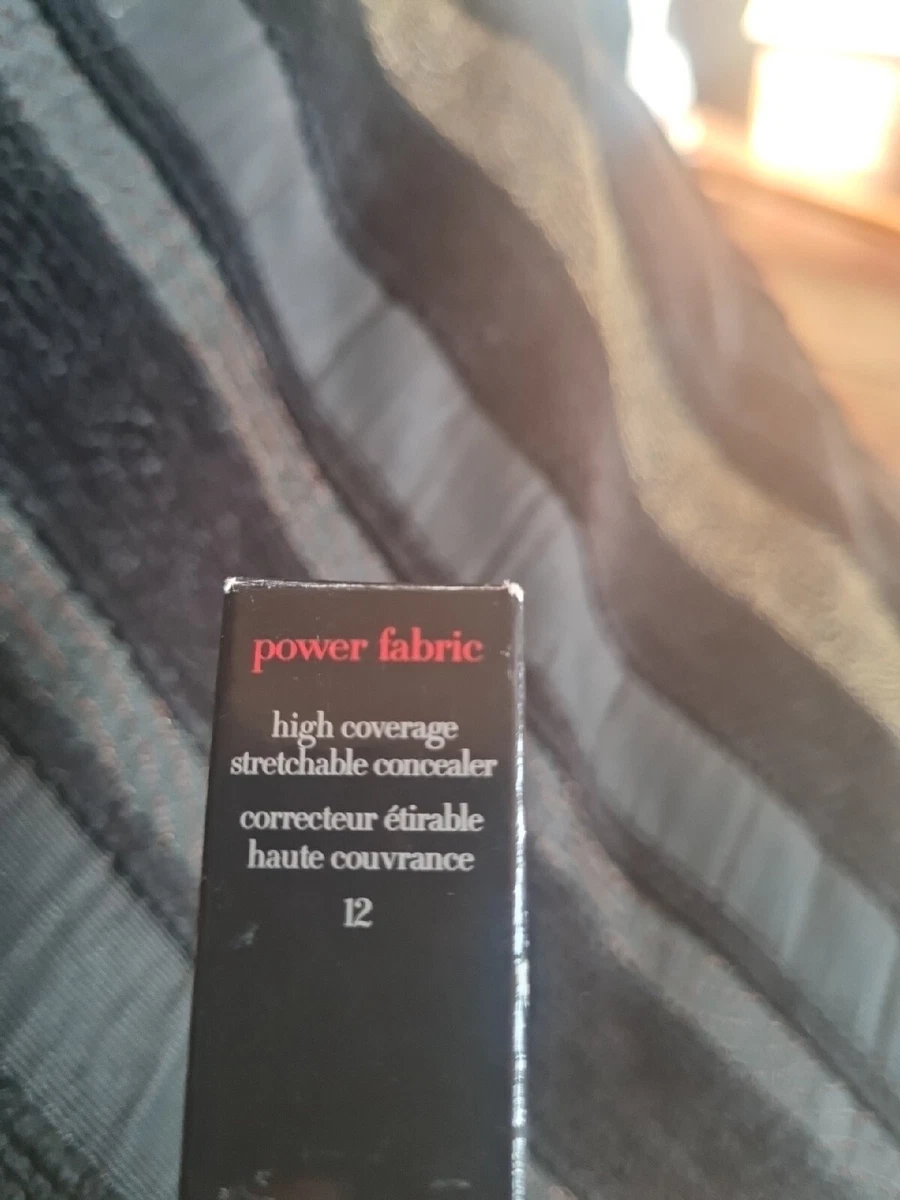 power fabric
high coverage
stretchable concealer
correcteur étirable
haute couvrance
12